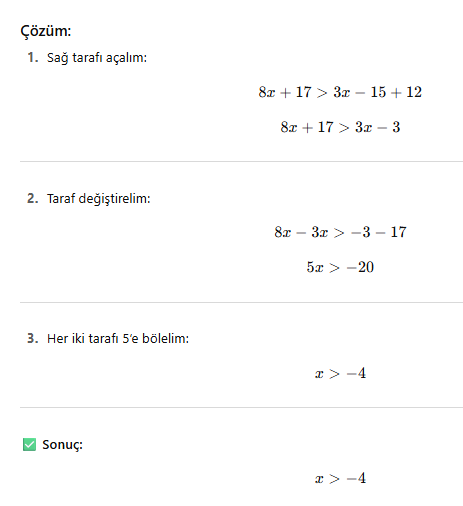 Çözüm:
1. Sağ tarafı açalım:
8x + 17 > 3x − 15 + 12
8x + 17 > 3x − 3
2. Taraf değiştirelim:
8x − 3x > −3 − 17
5x > −20
3. Her iki tarafı 5’e bölelim:
x > −4
✅ Sonuç:
x > −4